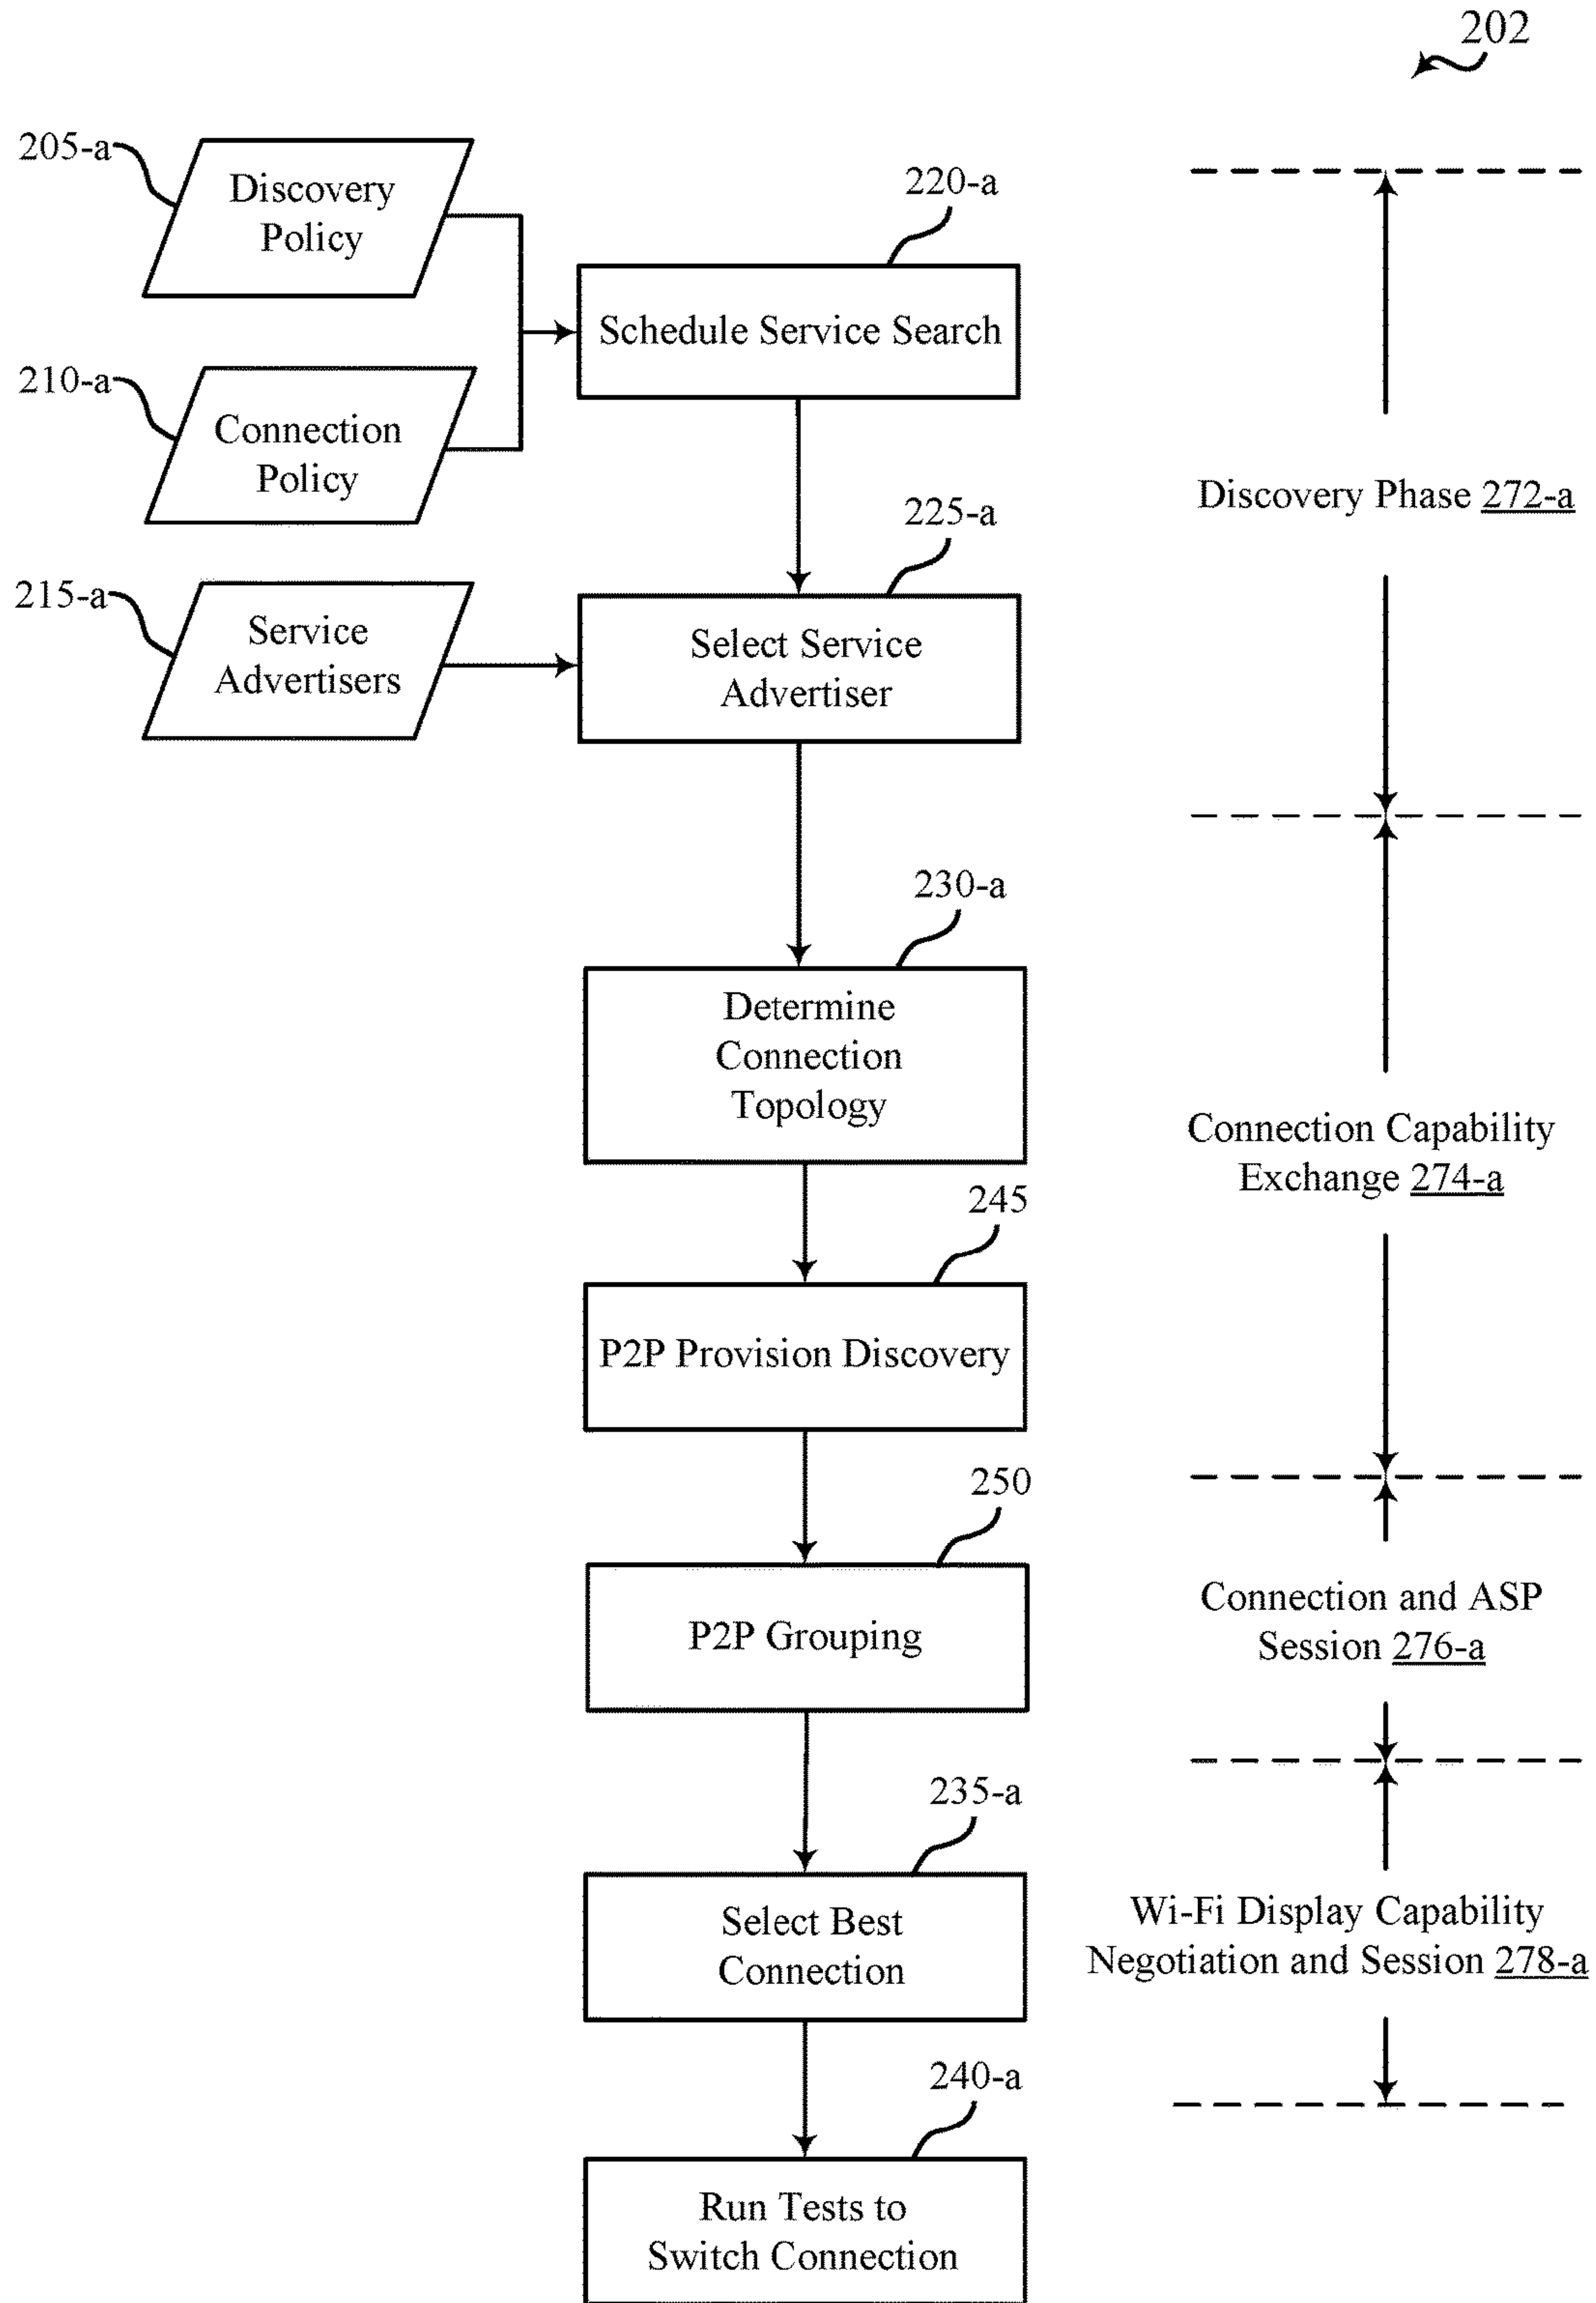 202
205-a
Discovery
Policy
220-a
Schedule Service Search
210-a
Connection
Policy
Discovery Phase 272-a
225-a
215-a
Service
Advertisers
Select Service
Advertiser
230-a
Determine
Connection
Topology
Connection Capability
Exchange 274-a
245
P2P Provision Discovery
250
P2P Grouping
Connection and ASP
Session 276-a
235-a
Select Best
Connection
Wi-Fi Display Capability
Negotiation and Session 278-a
240-a
Run Tests to
Switch Connection